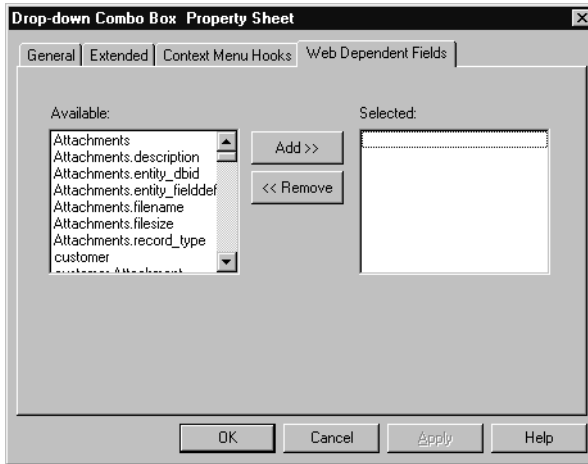 Drop-down Combo Box Property Sheet
General Extended Context Menu Hooks Web Dependent Fields
Available: Selected:
Attachments
Attachments.description
Attachments.entity_dbid
Attachments.entity_fielddef
Attachments.filename
Attachments.filesize
Attachments.record_type
customer
Add >>
<< Remove
OK Cancel Apply Help